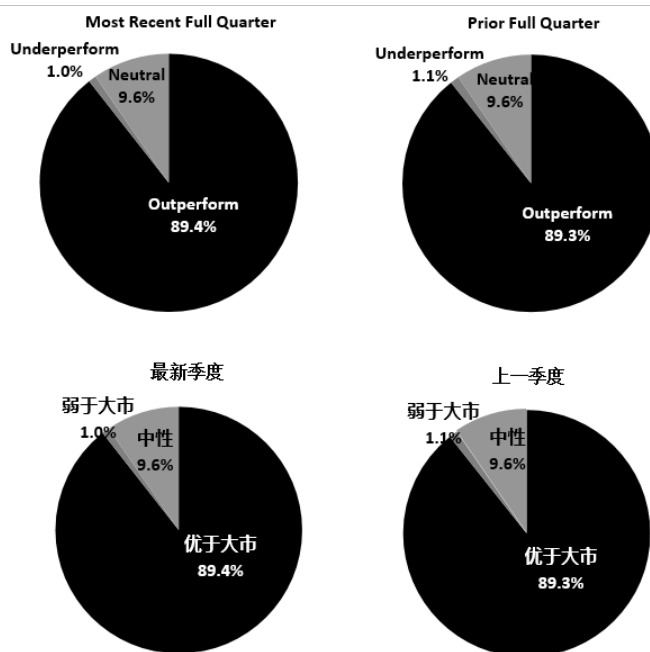 Most Recent Full Quarter
Prior Full Quarter
Underperform
1.0%
Neutral
9.6%
Outperform
89.4%
Underperform
1.1%
Neutral
9.6%
Outperform
89.3%
最新季度
上一季度
弱于大市
1.0%
中性
9.6%
优于大市
89.4%
弱于大市
1.1%
中性
9.6%
优于大市
89.3%